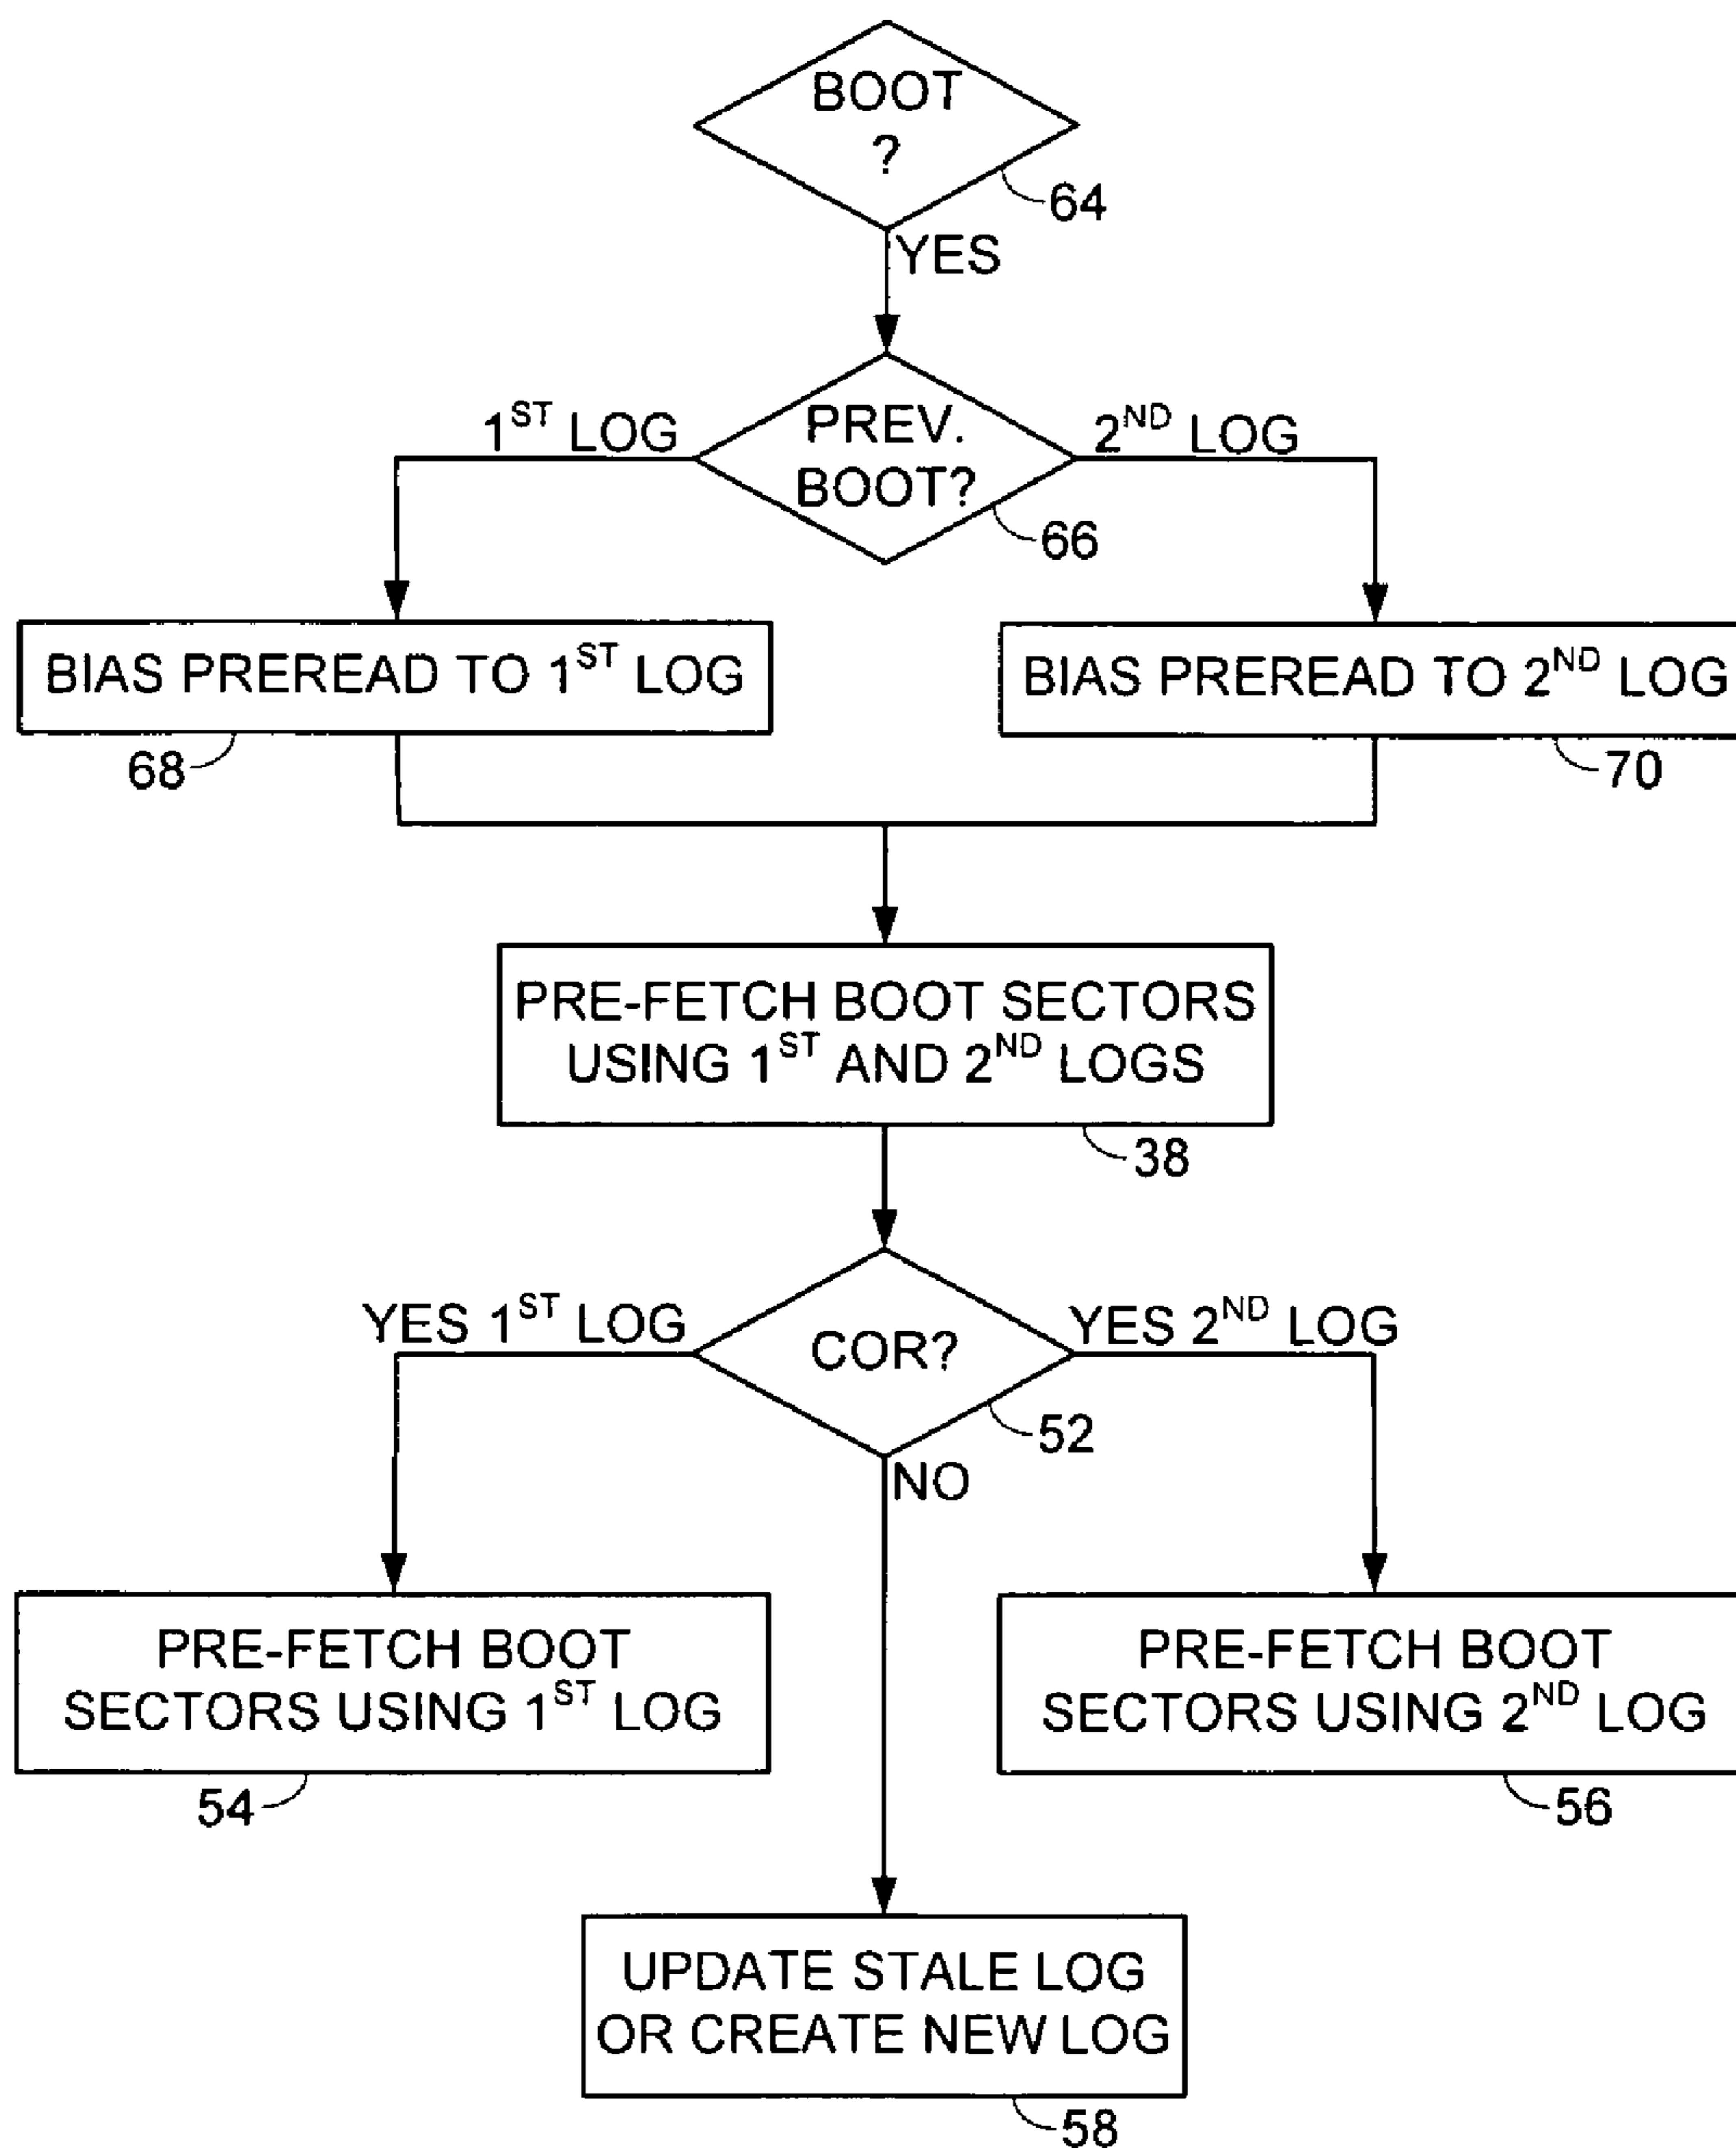 BOOT
?
64
YES
1ST LOG
PREV.
BOOT?
2ND LOG
66
BIAS PREREAD TO 1ST LOG
BIAS PREREAD TO 2ND LOG
68
70
PRE-FETCH BOOT SECTORS
USING 1ST AND 2ND LOGS
38
YES 1ST LOG
COR?
YES 2ND LOG
52
NO
PRE-FETCH BOOT
SECTORS USING 1ST LOG
PRE-FETCH BOOT
SECTORS USING 2ND LOG
54
56
UPDATE STALE LOG
OR CREATE NEW LOG
58